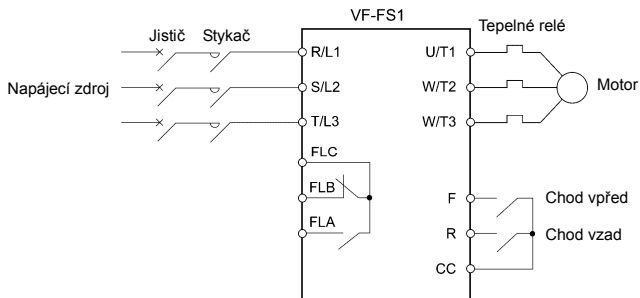 VF-FS1
Jistič Stykač
Tepelné relé
R/L1 U/T1
Napájecí zdroj S/L2 W/T2 Motor
T/L3 W/T3
FLC
FLB
F Chod vpřed
FLA
R Chod vzad
CC